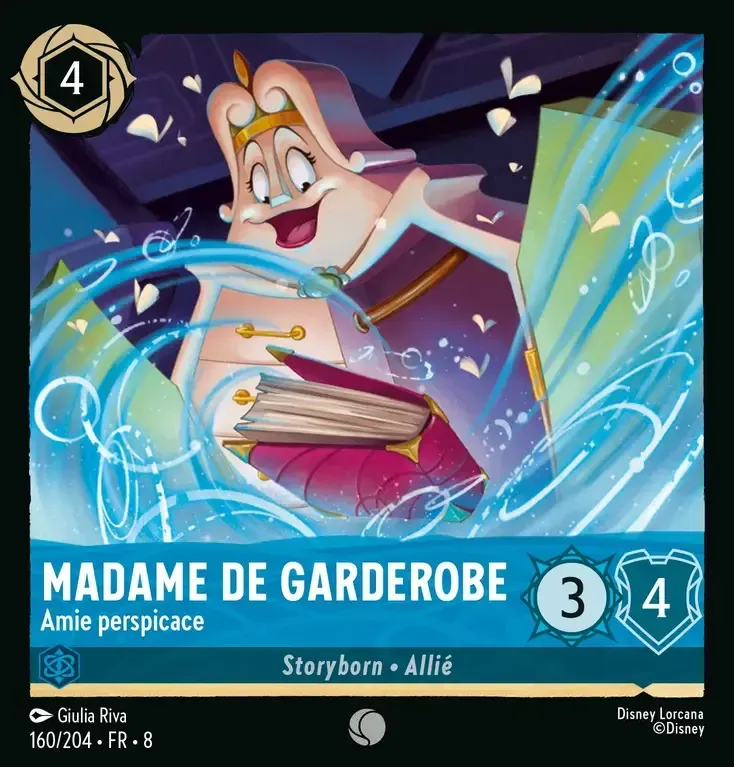 4
MADAME DE GARDEROBE
Amie perspicace
3
4
Storyborn • Allié
Giulia Riva
160/204 • FR • 8
Disney Lorcana
©Disney